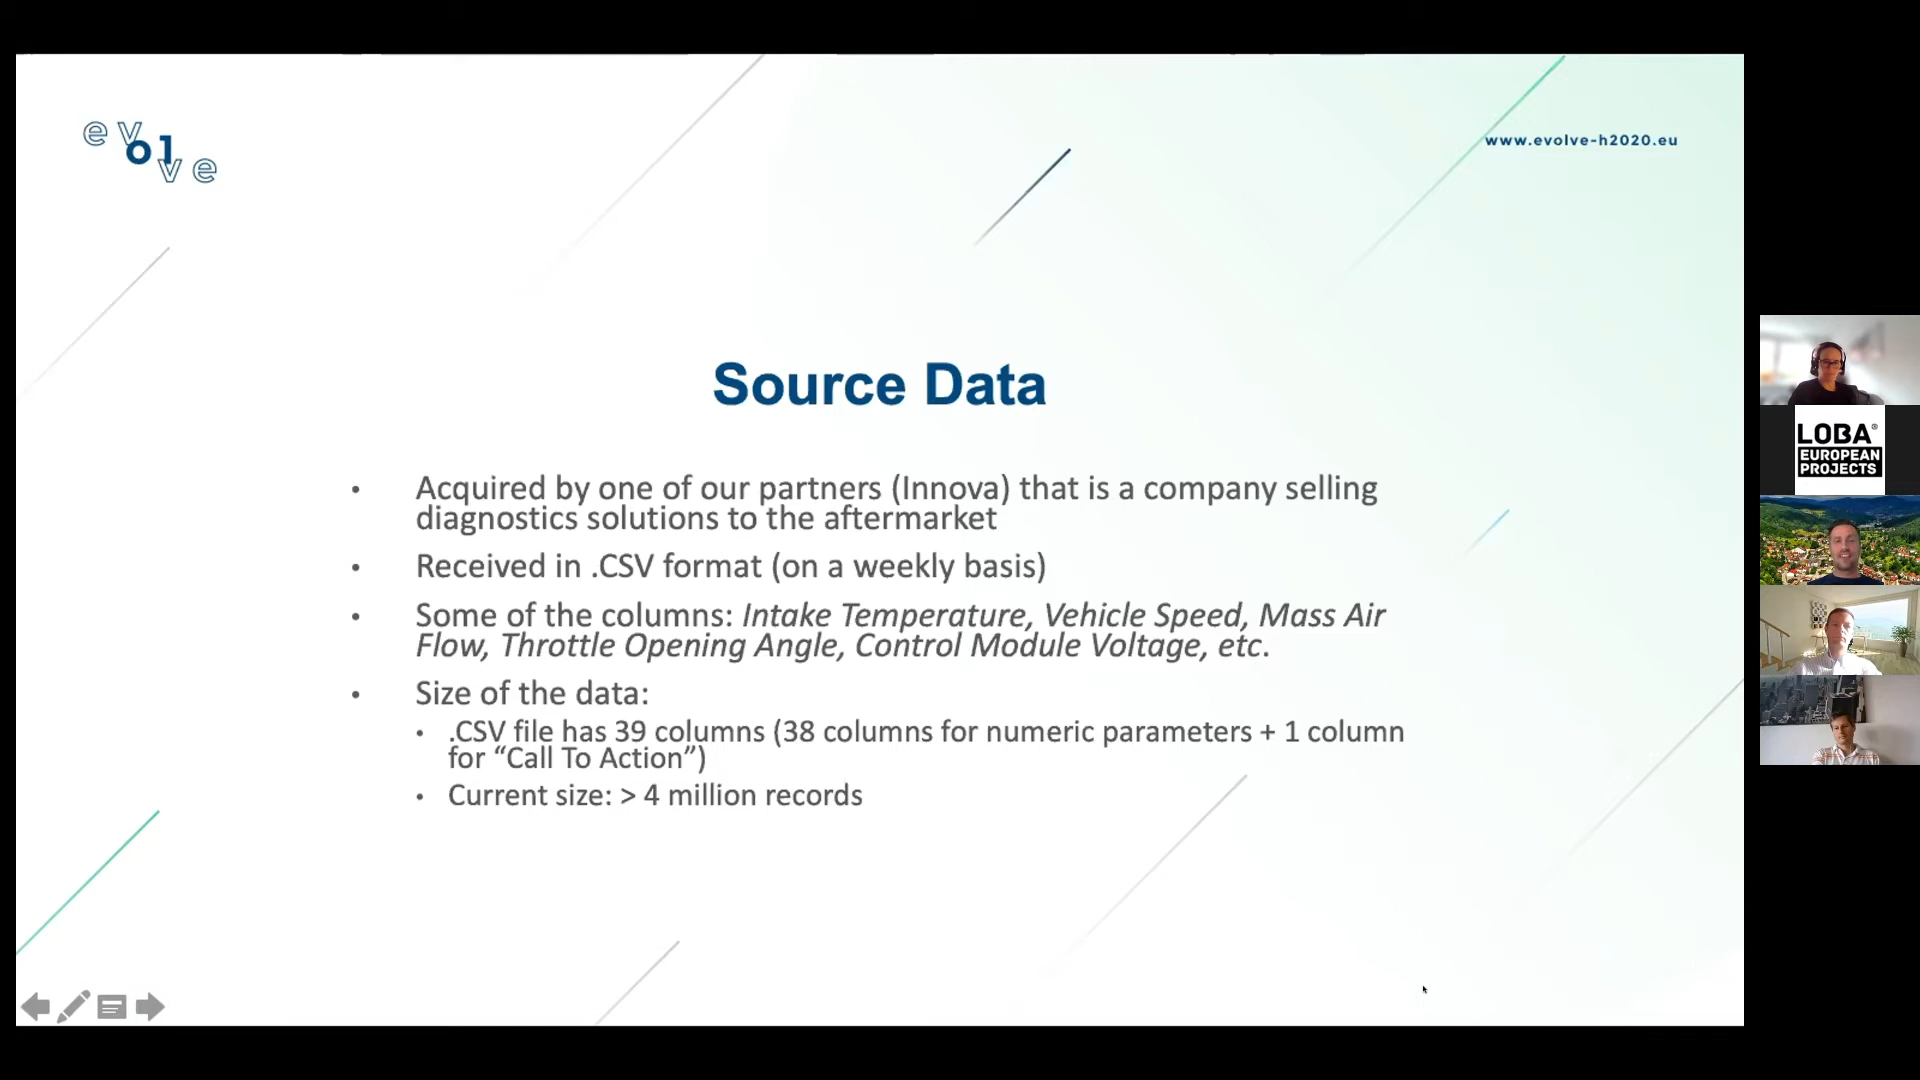 evolve
www.evolve-h2020.eu
Source Data
• Acquired by one of our partners (Innova) that is a company selling
diagnostics solutions to the aftermarket
• Received in .CSV format (on a weekly basis)
• Some of the columns: Intake Temperature, Vehicle Speed, Mass Air
Flow, Throttle Opening Angle, Control Module Voltage, etc.
• Size of the data:
• .CSV file has 39 columns (38 columns for numeric parameters + 1 column
for “Call To Action”)
• Current size: > 4 million records
LOBA®
EUROPEAN
PROJECTS